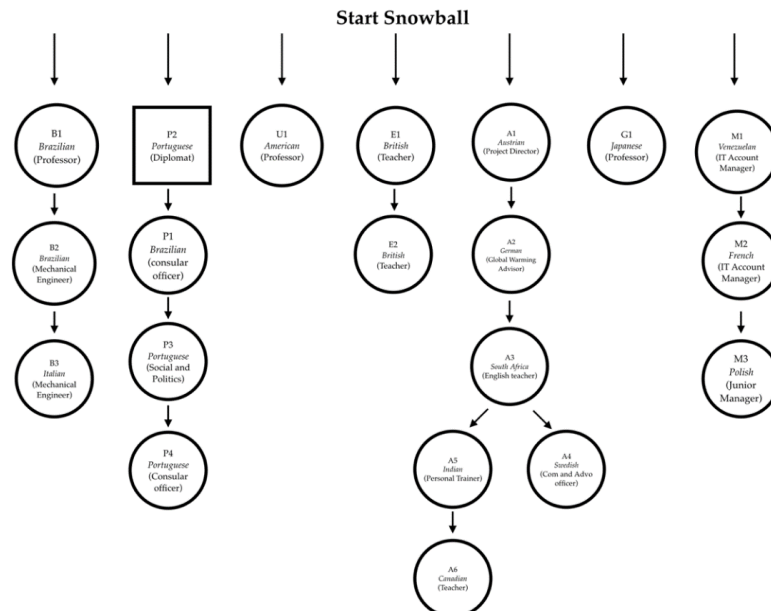 Start Snowball
B1
Brazilian
(Professor)
P2
Portuguese
(Diplomat)
U1
American
(Professor)
E1
British
(Teacher)
A1
Austrian
(Project Director)
G1
Japanese
(Professor)
M1
Venezuelan
(IT Account
Manager)
B2
Brazilian
(Mechanical
Engineer)
P1
Brazilian
(consular
officer)
E2
British
(Teacher)
A2
German
(Global Warming
Advisor)
M2
French
(IT Account
Manager)
B3
Italian
(Mechanical
Engineer)
P3
Portuguese
(Social and
Politics)
A3
South Africa
(English teacher)
M3
Polish
(Junior
Manager)
P4
Portuguese
(Consular
officer)
A5
Indian
(Personal Trainer)
A4
Swedish
(Com and Advo
officer)
A6
Canadian
(Teacher)